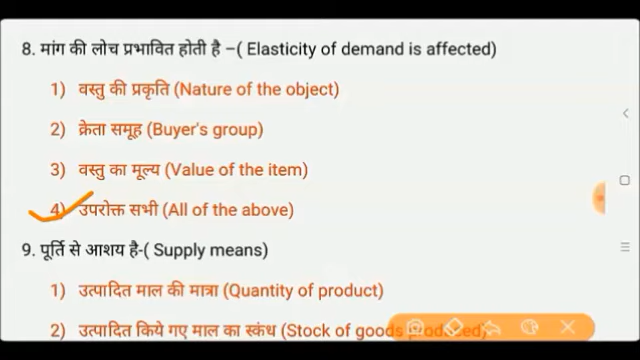 8. मांग की लोच प्रभावित होती है –( Elasticity of demand is affected)
1) वस्तु की प्रकृति (Nature of the object)
2) क्रेता समूह (Buyer's group)
3) वस्तु का मूल्य (Value of the item)
4) उपरोक्त सभी (All of the above)
9. पूर्ति से आशय है-( Supply means)
1) उत्पादित माल की मात्रा (Quantity of product)
2) उत्पादित किये गए माल का स्कंध (Stock of goods produced)